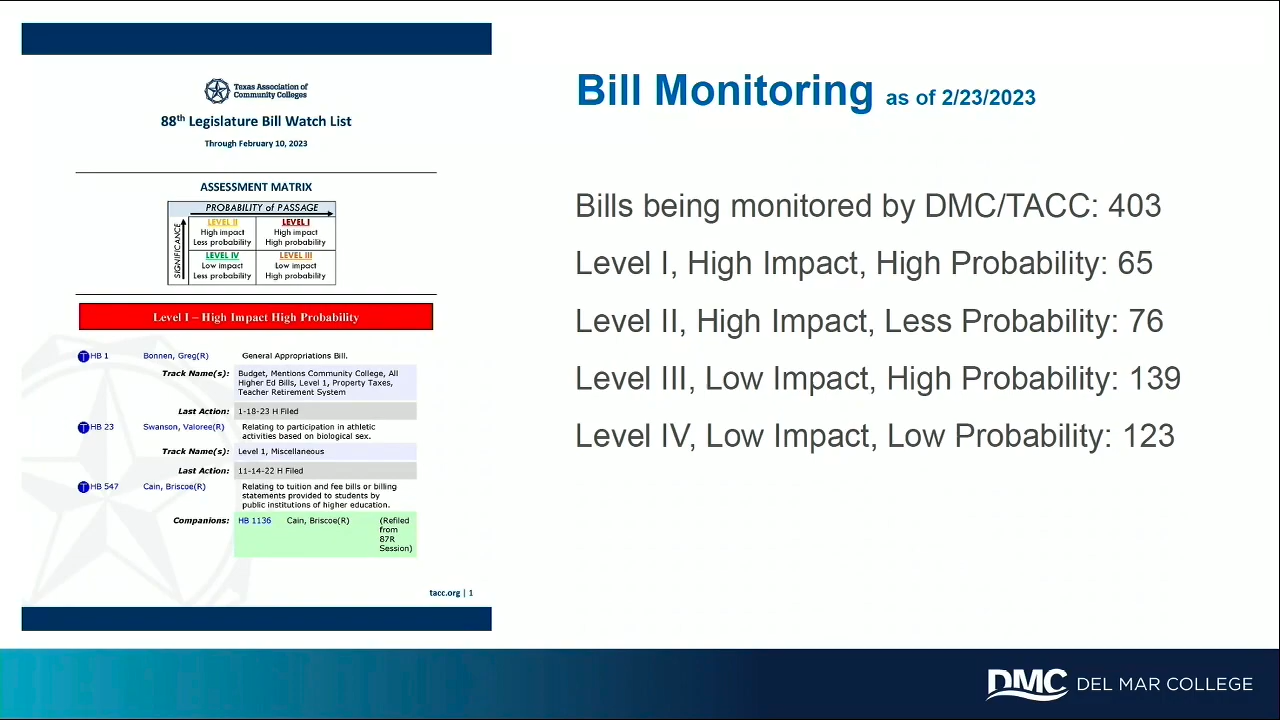 Texas Association of
Community Colleges
88th Legislature Bill Watch List
Through February 10, 2023
ASSESSMENT MATRIX
PROBABILITY of PASSAGE
SIGNIFICANCE
LEVEL II
High impact
Less probability
LEVEL I
High impact
High probability
LEVEL IV
Low impact
Less probability
LEVEL III
Low impact
High probability
Level I – High Impact High Probability
T HB 1 Bonnen, Greg(R) General Appropriations Bill.
Track Name(s): Budget, Mentions Community College, All
Higher Ed Bills, Level 1, Property Taxes,
Teacher Retirement System
Last Action: 1-18-23 H Filed
T HB 23 Swanson, Valoree(R) Relating to participation in athletic
activities based on biological sex.
Track Name(s): Level 1, Miscellaneous
Last Action: 11-14-22 H Filed
T HB 547 Cain, Briscoe(R) Relating to tuition and fee bills or billing
statements provided to students by
public institutions of higher education.
Companions: HB 1136 Cain, Briscoe(R) (Refiled
from
87R
Session)
tacc.org | 1
Bill Monitoring as of 2/23/2023
Bills being monitored by DMC/TACC: 403
Level I, High Impact, High Probability: 65
Level II, High Impact, Less Probability: 76
Level III, Low Impact, High Probability: 139
Level IV, Low Impact, Low Probability: 123
DMC DEL MAR COLLEGE